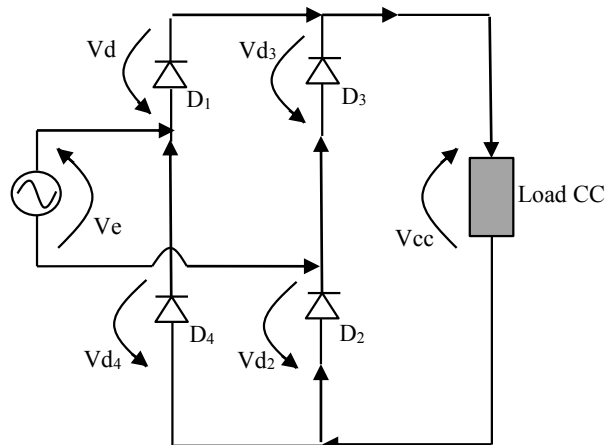 Vd
Vd₃
D₁
D₃
Ve
Vcc
Load CC
Vd₄
D₄
Vd₂
D₂